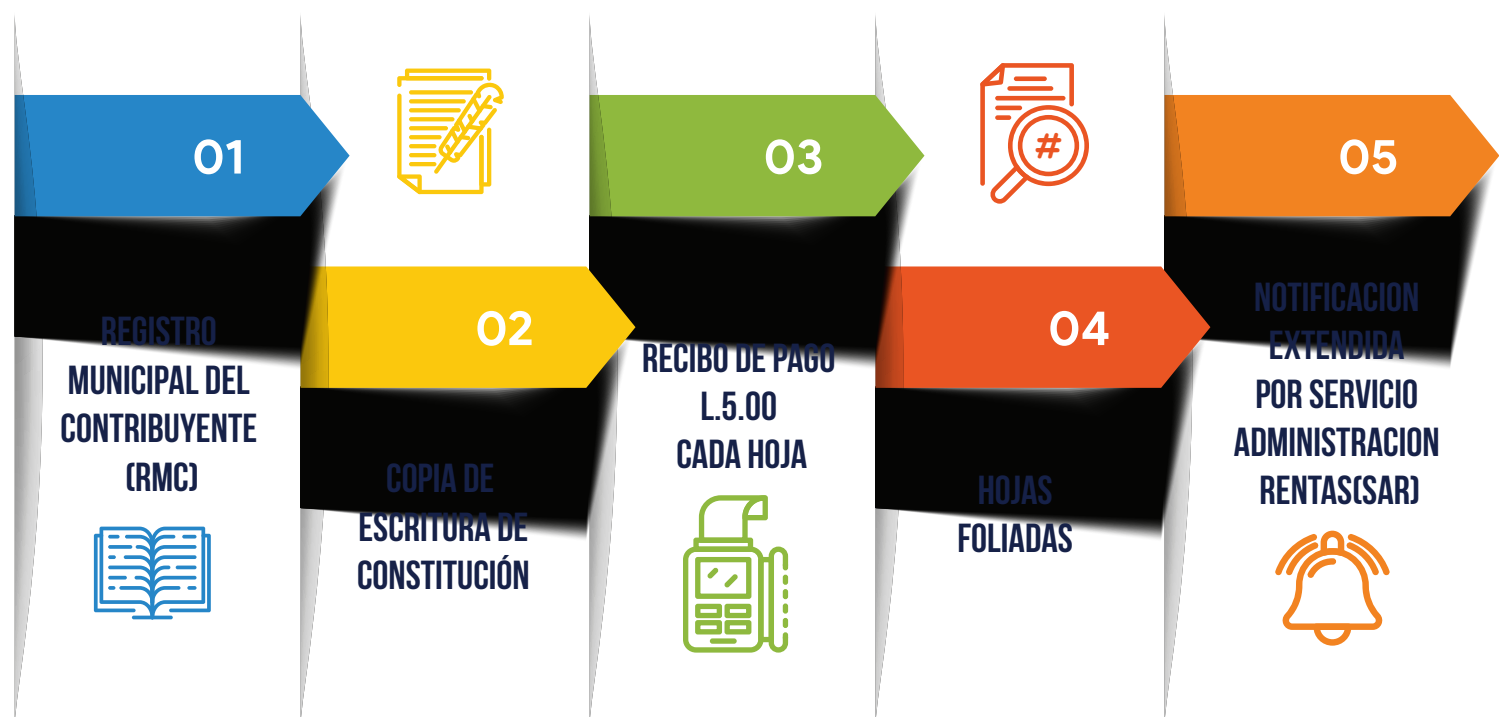 01
REGISTRO
MUNICIPAL DEL
CONTRIBUYENTE
(RMC)
02
COPIA DE
ESCRITURA DE
CONSTITUCIÓN
03
RECIBO DE PAGO
L.5.00
CADA HOJA
#
04
HOJAS
FOLIADAS
05
NOTIFICACION
EXTENDIDA
POR SERVICIO
ADMINISTRACION
RENTAS(SAR)